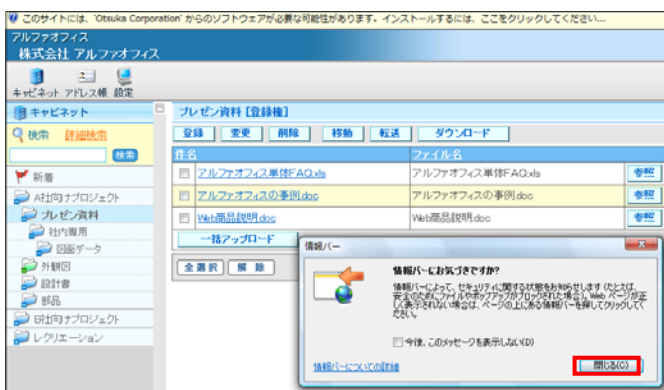 このサイトには、'Otsuka Corporation' からのソフトウェアが必要な可能性があります。インストールするには、ここをクリックしてください...
アルファオフィス
株式会社 アルファオフィス
キャビネット アドレス帳 設定
キャビネット
検索 詳細検索
検索
新着
A社向けプロジェクト
プレゼン資料
社内専用
図面データ
外観図
設計書
部品
B社向けプロジェクト
レクリエーション
プレゼン資料 [登録権]
登録 変更 削除 移動 転送 ダウンロード
件名 ファイル名
アルファオフィス単体FAQ.xls アルファオフィス単体FAQ.xls 参照
アルファオフィスの事例.doc アルファオフィスの事例.doc 参照
Web商品説明.doc Web商品説明.doc 参照
一括アップロード
全選択 解 除
情報バー
情報バーにお気づきですか?
情報バーによって、セキュリティに関する状態をお知らせします (たとえば、
安全のためにファイルやポップアップがブロックされた場合)。Web ページが正
しく表示されない場合は、ページの上にある情報バーを探してクリックしてく
ださい。
今後、このメッセージを表示しない(D)
情報バーについての詳細
閉じる(C)